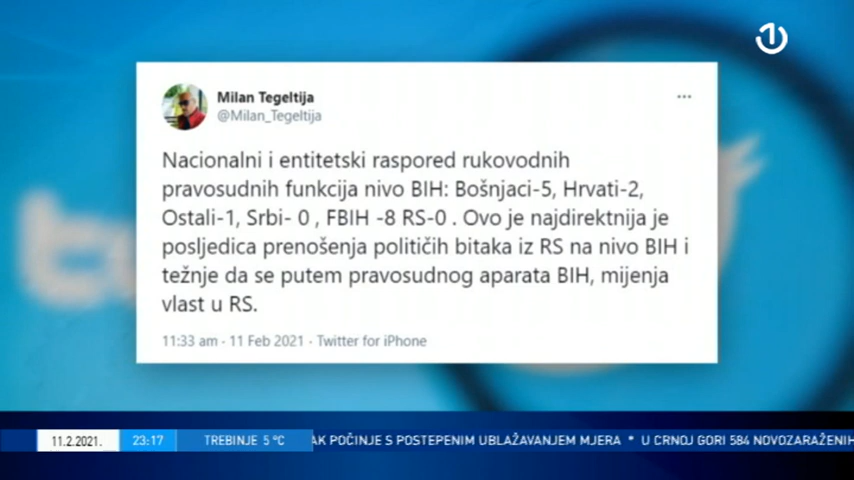 Milan Tegeltija
@Milan_Tegeltija
Nacionalni i entitetski raspored rukovodnih
pravosudnih funkcija nivo BIH: Bošnjaci-5, Hrvati-2,
Ostali-1, Srbi- 0 , FBIH -8 RS-0 . Ovo je najdirektnija je
posljedica prenošenja političih bitaka iz RS na nivo BIH i
težnje da se putem pravosudnog aparata BIH, mijenja
vlast u RS.
11:33 am · 11 Feb 2021 · Twitter for iPhone
11.2.2021. 23:17 TREBINJE 5 °C AK POČINJE S POSTEPENIM UBLAŽAVANJEM MJERA * U CRNOJ GORI 584 NOVOZARAŽENIH